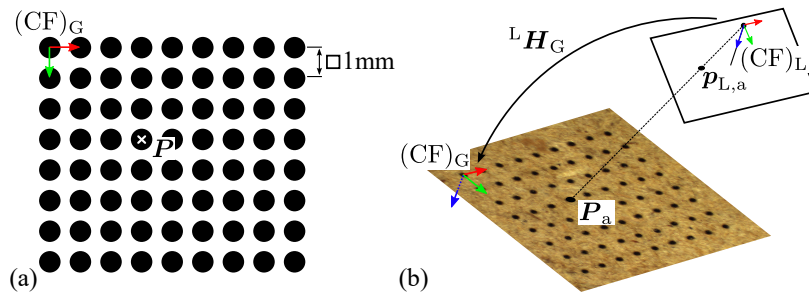 (CF)G
□1mm
P
(a)
LHG
(CF)L,
pL,a
(CF)G
Pa
(b)